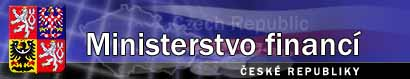 Czech Republic
Ministerstvo financí
ČESKÉ REPUBLIKY